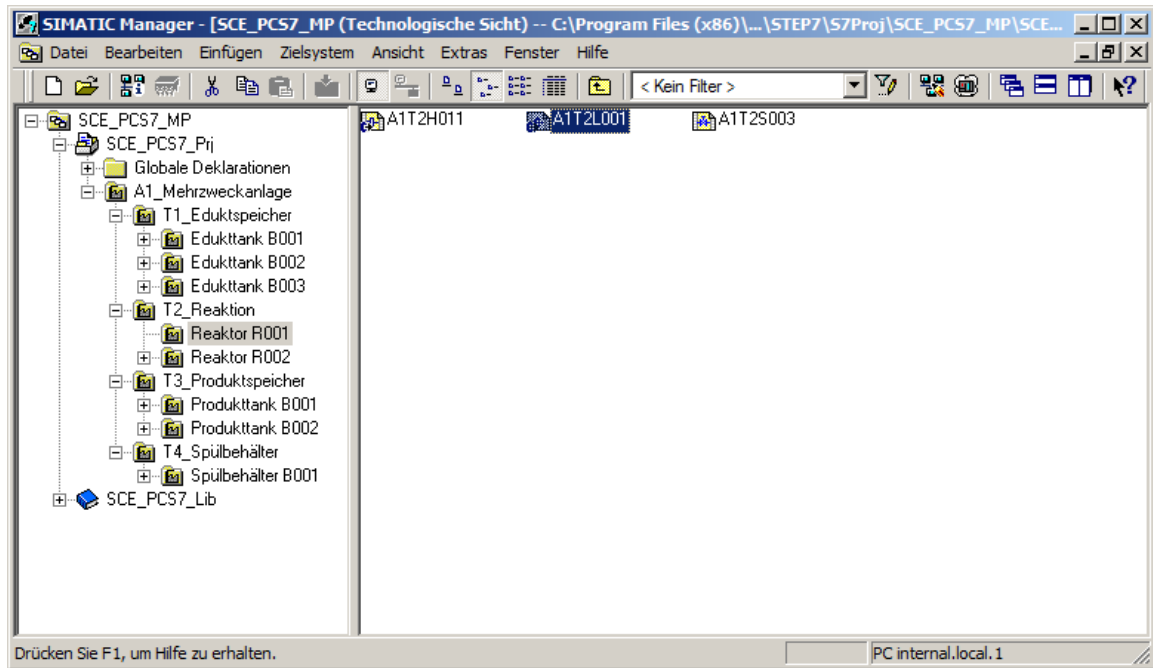 SIMATIC Manager - [SCE_PCS7_MP (Technologische Sicht) -- C:\Program Files (x86)\...\STEP7\S7Proj\SCE_PCS7_MP\SCE...
Datei Bearbeiten Einfügen Zielsystem Ansicht Extras Fenster Hilfe
< Kein Filter >
SCE_PCS7_MP
SCE_PCS7_Prj
Globale Deklarationen
A1_Mehrzweckanlage
T1_Eduktspeicher
Edukttank B001
Edukttank B002
Edukttank B003
T2_Reaktion
Reaktor R001
Reaktor R002
T3_Produktspeicher
Produkttank B001
Produkttank B002
T4_Spülbehälter
Spülbehälter B001
SCE_PCS7_Lib
A1T2H011 A1T2L001 A1T2S003
Drücken Sie F1, um Hilfe zu erhalten. PC internal.local.1